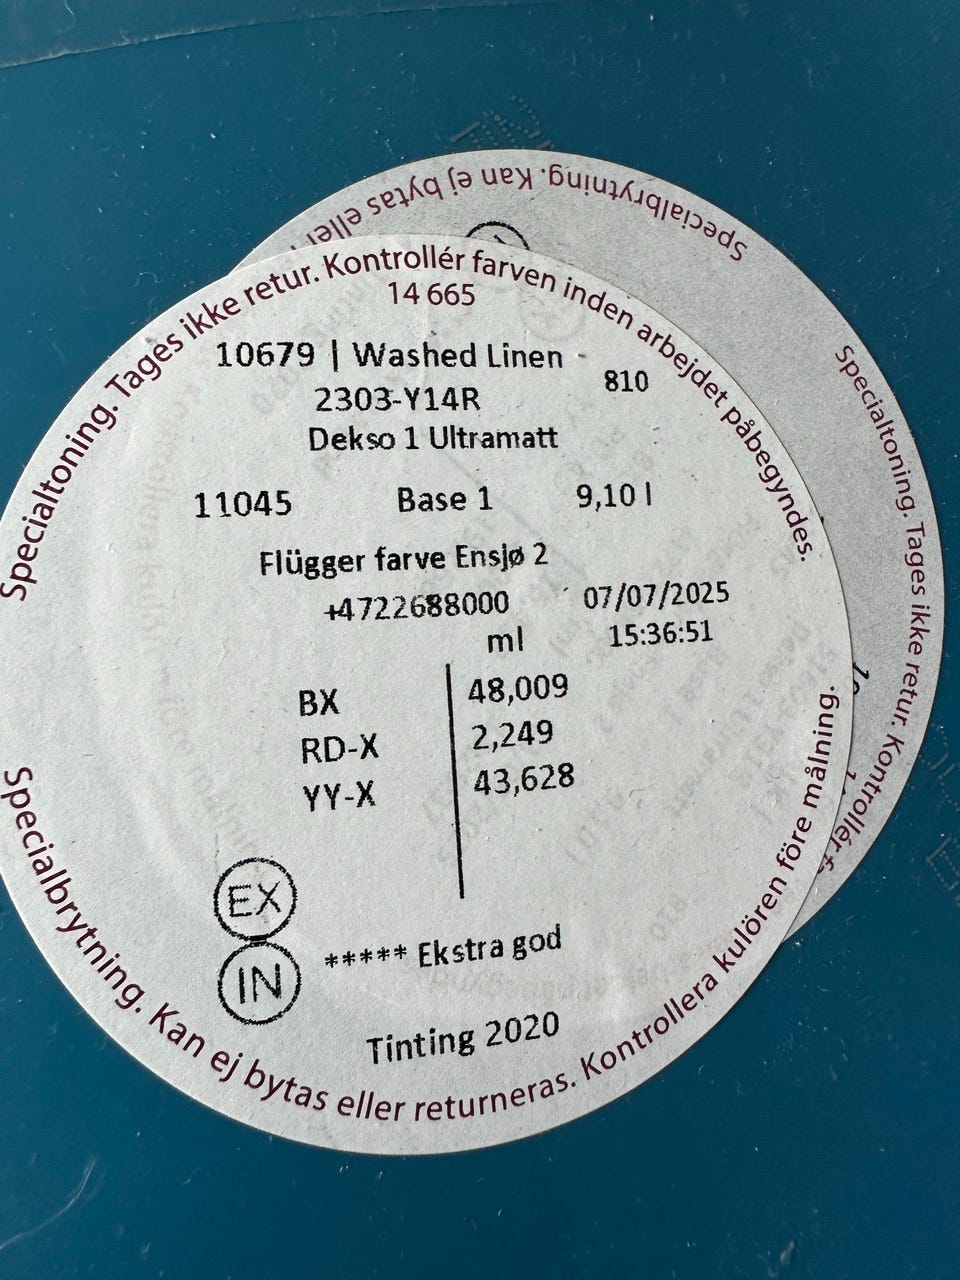 Specialtoning. Tages ikke retur. Kontrollér farven inden arbejdet påbegyndes.
14 665
10679 | Washed Linen -
810
2303-Y14R
Dekso 1 Ultramatt
11045 Base 1 9,10 l
Flügger farve Ensjø 2
+4722688000 07/07/2025
ml 15:36:51
BX 48,009
RD-X 2,249
YY-X 43,628
EX
IN
***** Ekstra god
Tinting 2020
Specialbrytning. Kan ej bytas eller returneras. Kontrollera kulören före målning.
Specialbrytning. Kan ej bytas eller
Specialtoning. Tages ikke retur. Kontrollér f